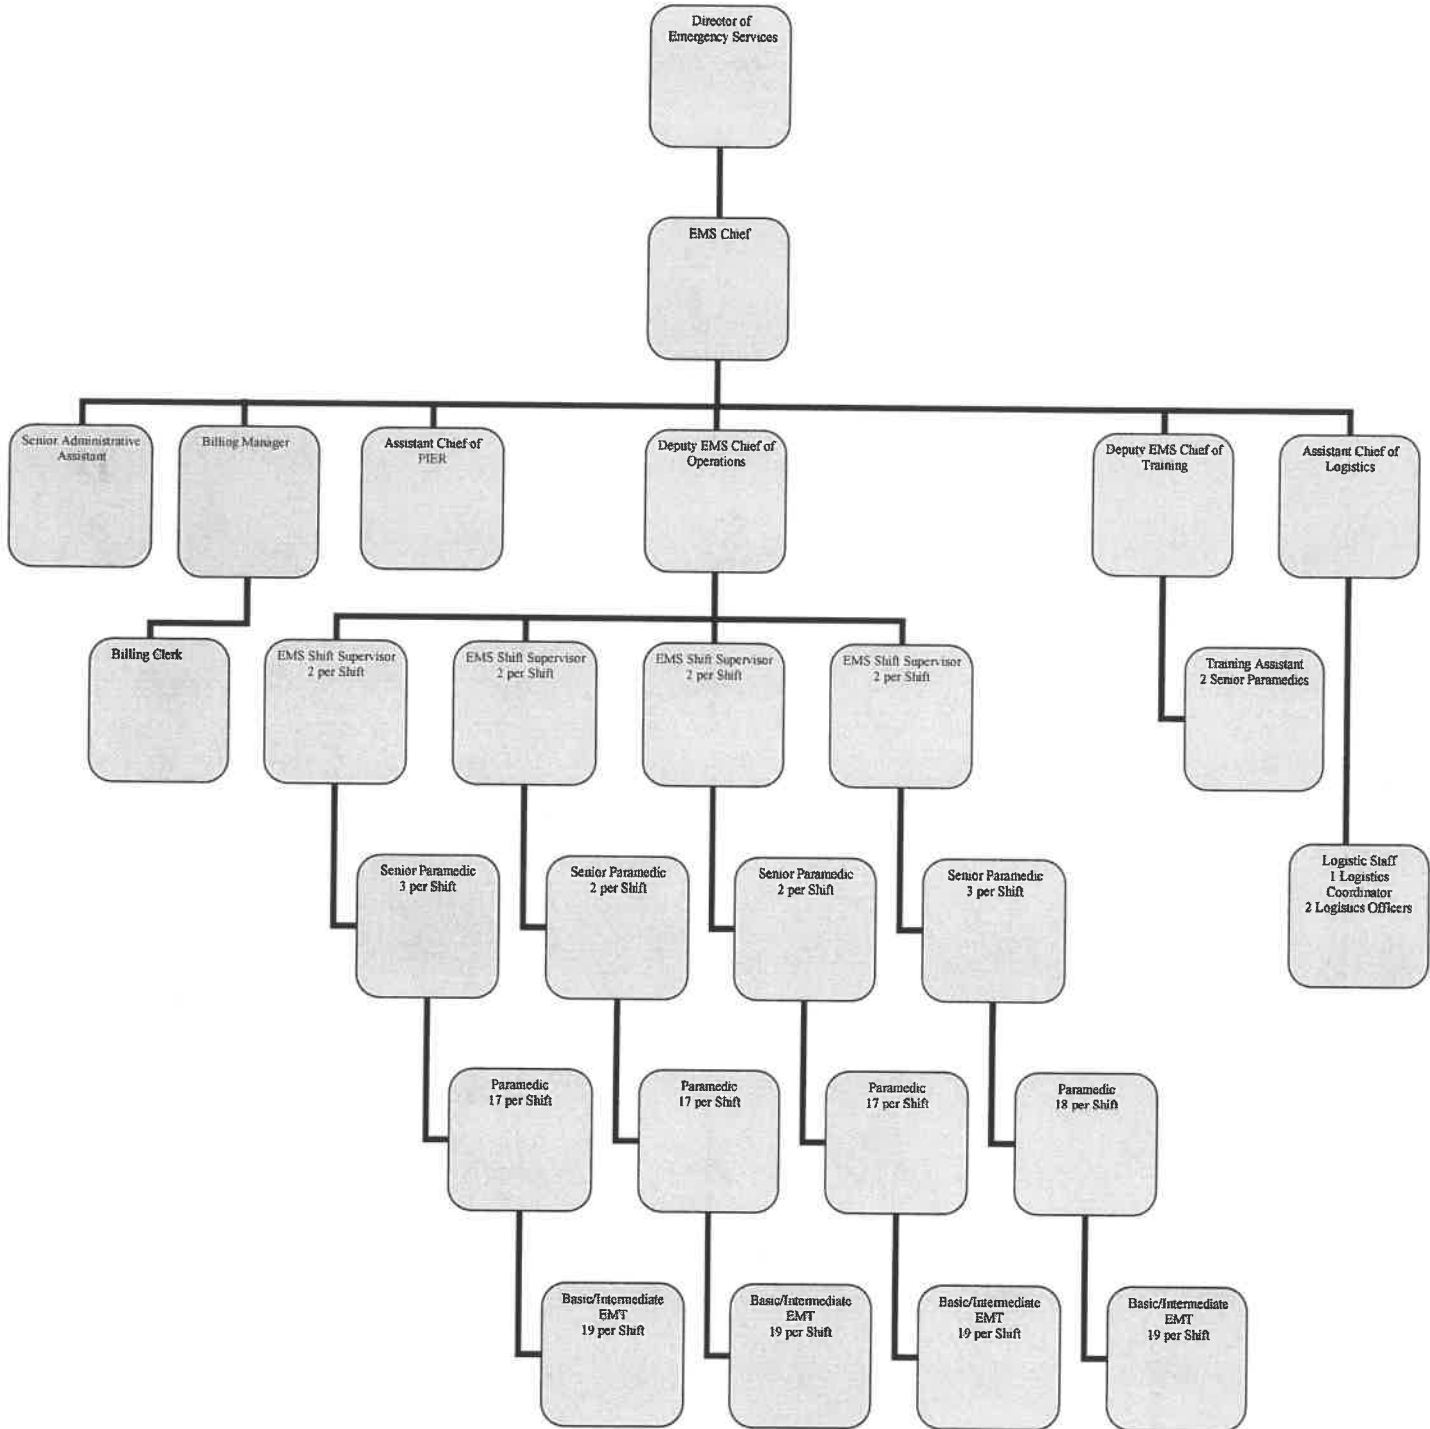 Director of
Emergency Services
EMS Chief
Senior Administrative
Assistant
Billing Manager
Assistant Chief of
PIER
Deputy EMS Chief of
Operations
Deputy EMS Chief of
Training
Assistant Chief of
Logistics
Billing Clerk
EMS Shift Supervisor
2 per Shift
EMS Shift Supervisor
2 per Shift
EMS Shift Supervisor
2 per Shift
EMS Shift Supervisor
2 per Shift
Training Assistant
2 Senior Paramedics
Senior Paramedic
3 per Shift
Senior Paramedic
2 per Shift
Senior Paramedic
2 per Shift
Senior Paramedic
3 per Shift
Logistic Staff
1 Logistics
Coordinator
2 Logistics Officers
Paramedic
17 per Shift
Paramedic
17 per Shift
Paramedic
17 per Shift
Paramedic
18 per Shift
Basic/Intermediate
EMT
19 per Shift
Basic/Intermediate
EMT
19 per Shift
Basic/Intermediate
EMT
19 per Shift
Basic/Intermediate
EMT
19 per Shift